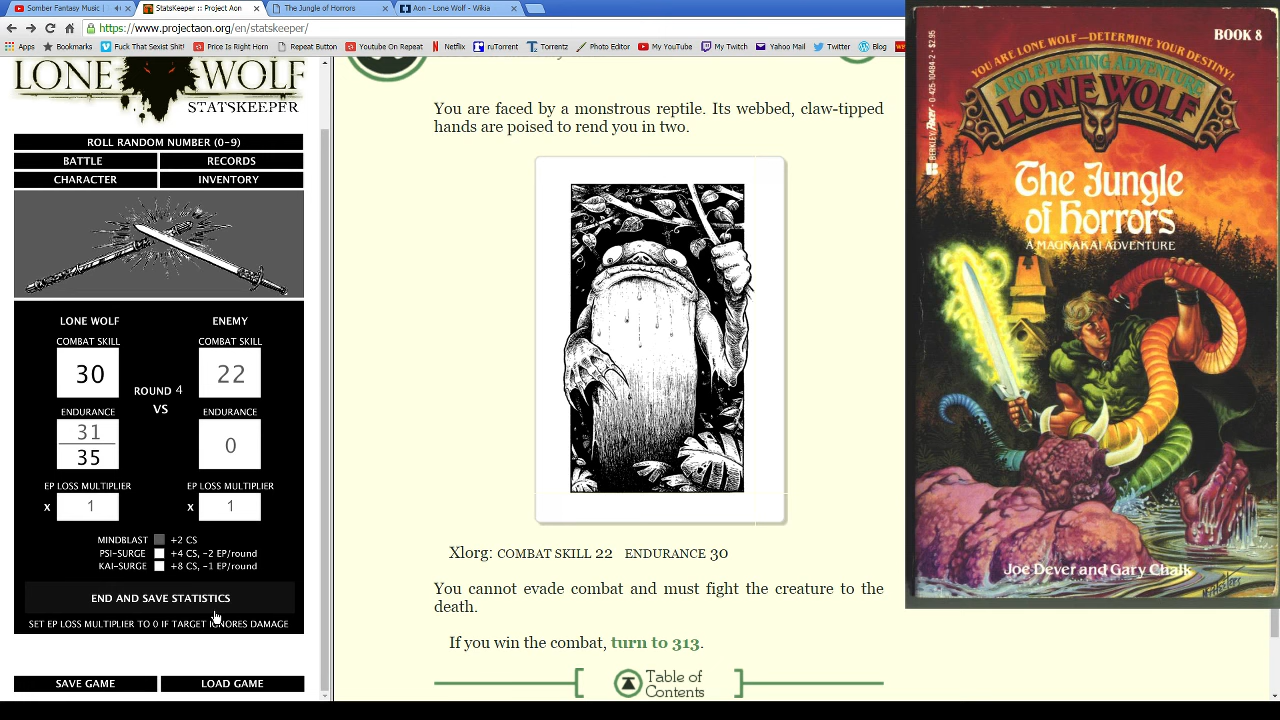 Somber Fantasy Music |
StatsKeeper :: Project Aon
The Jungle of Horrors
Aon - Lone Wolf - Wikia
https://www.projectaon.org/en/statskeeper/
Apps
Bookmarks
Fuck That Sexist Shit!
Price is Right Horn
Repeat Button
Youtube On Repeat
Netflix
ruTorrent
Torrentz
Photo Editor
My YouTube
My Twitch
Yahoo Mail
Twitter
Blog
LONE WOLF
STATSKEEPER
ROLL RANDOM NUMBER (0-9)
BATTLE
RECORDS
CHARACTER
INVENTORY
LONE WOLF
ENEMY
COMBAT SKILL
COMBAT SKILL
30
22
ROUND 4
VS
ENDURANCE
ENDURANCE
31
35
0
EP LOSS MULTIPLIER
EP LOSS MULTIPLIER
x 1
x 1
MINDBLAST +2 CS
PSI-SURGE +4 CS, -2 EP/round
KAI-SURGE +8 CS, -1 EP/round
END AND SAVE STATISTICS
SET EP LOSS MULTIPLIER TO 0 IF TARGET IGNORES DAMAGE
SAVE GAME
LOAD GAME
You are faced by a monstrous reptile. Its webbed, claw-tipped
hands are poised to rend you in two.
Xlorg: COMBAT SKILL 22 ENDURANCE 30
You cannot evade combat and must fight the creature to the
death.
If you win the combat, turn to 313.
Table of
Contents
BOOK 8
YOU ARE LONE WOLF—DETERMINE YOUR DESTINY!
A ROLE PLAYING ADVENTURE
LONE WOLF
BERKLEY/Pacer • 0-425-10484-2 • $2.95
The Jungle
of Horrors
A MAGNAKAI ADVENTURE
Joe Dever and Gary Chalk